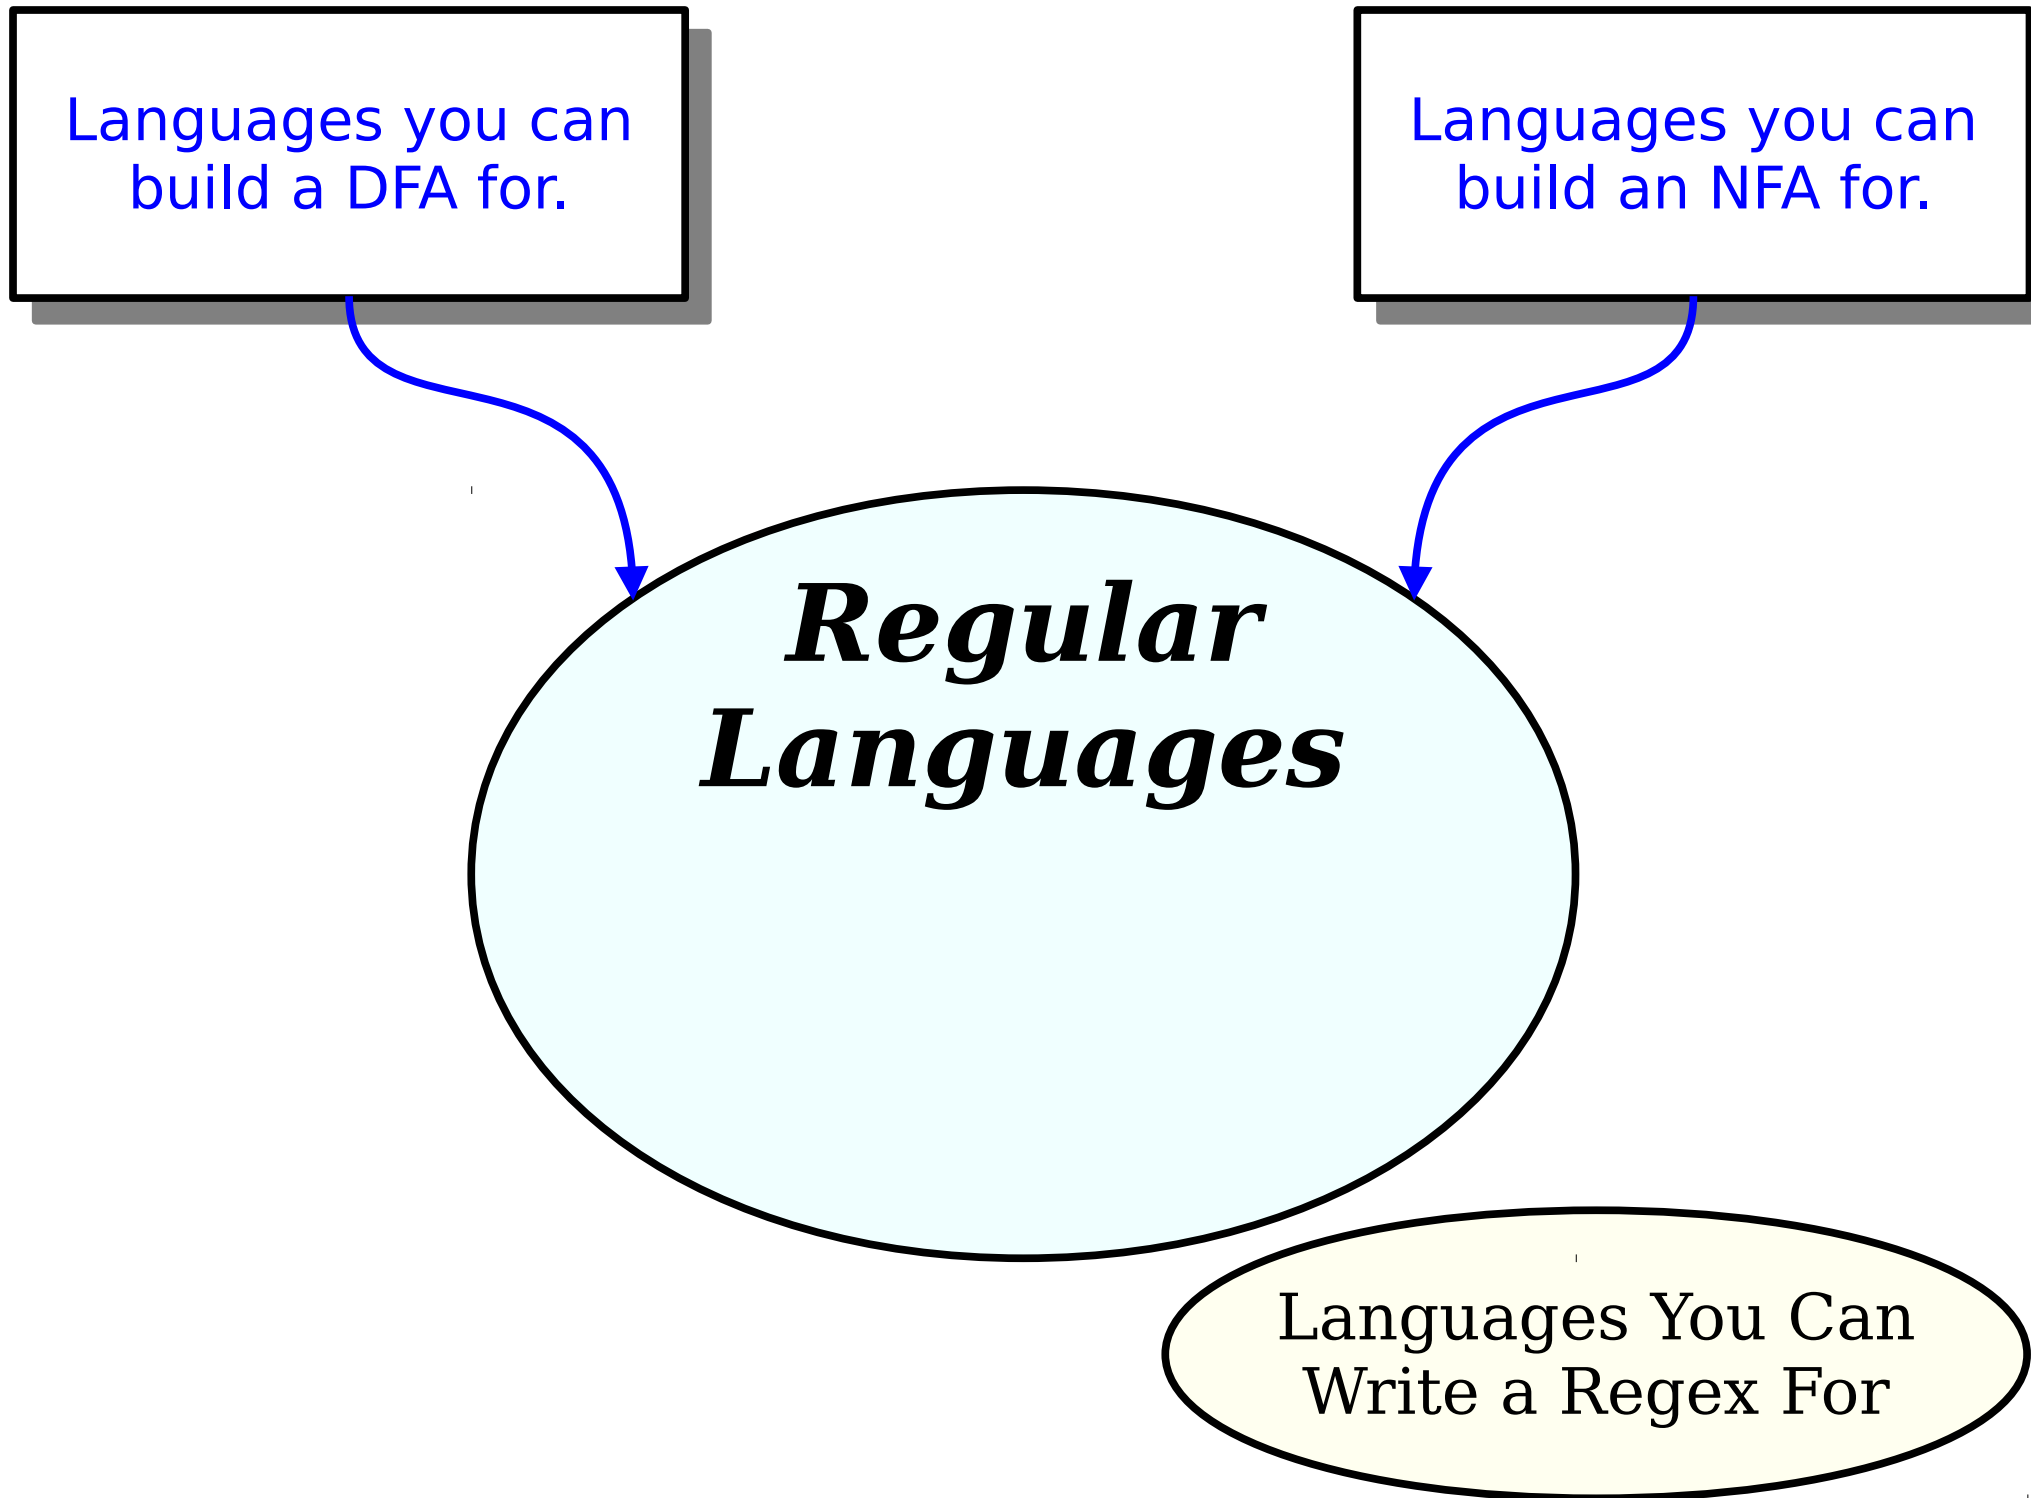 Languages you can
build a DFA for.
Languages you can
build an NFA for.
Regular
Languages
Languages You Can
Write a Regex For